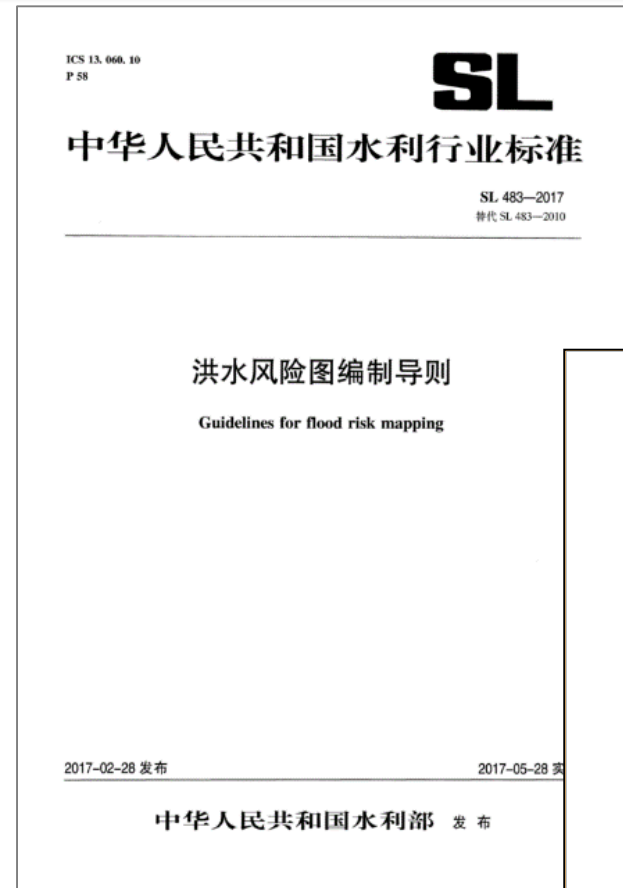 ICS 13. 060. 10
P 58
SL
中华人民共和国水利行业标准
SL 483—2017
替代 SL 483—2010
洪水风险图编制导则
Guidelines for flood risk mapping
2017-02-28 发布
2017-05-28 实
中华人民共和国水利部 发 布